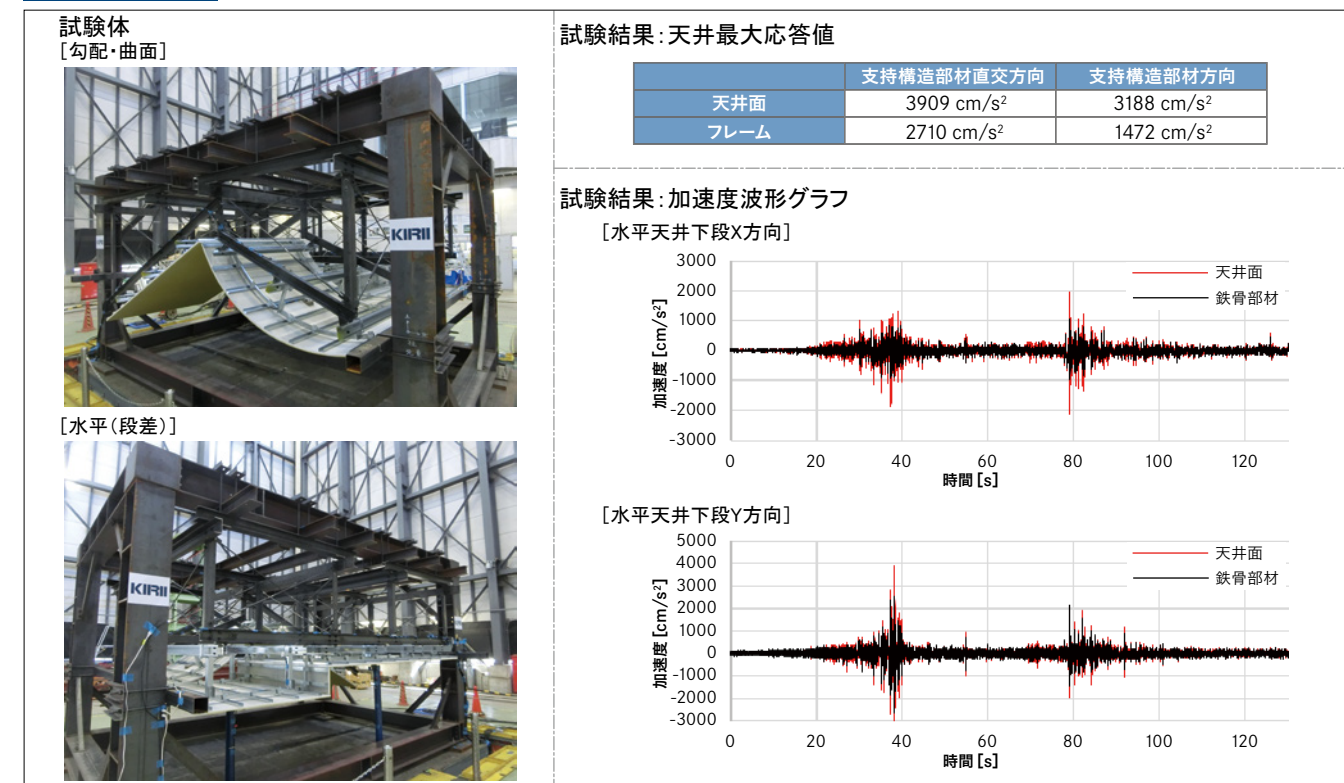 試験体
[勾配・曲面]
KIRII
[水平（段差）]
KIRII
試験結果：天井最大応答値
支持構造部材直交方向 支持構造部材方向
天井面 3909 cm/s² 3188 cm/s²
フレーム 2710 cm/s² 1472 cm/s²
試験結果：加速度波形グラフ
[水平天井下段X方向]
天井面
鉄骨部材
加速度 [cm/s²]
3000
2000
1000
0
-1000
-2000
-3000
0 20 40 60 80 100 120
時間 [s]
[水平天井下段Y方向]
天井面
鉄骨部材
加速度 [cm/s²]
5000
4000
3000
2000
1000
0
-1000
-2000
-3000
0 20 40 60 80 100 120
時間 [s]